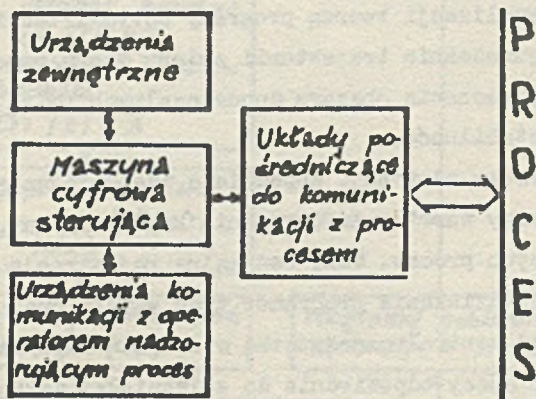 Urządzenia
zewnętrzne
Maszyna
cyfrowa
sterująca
Urządzenia ko-
munikacji z ope
ratorem nadzo-
rującym proces
Układy po-
średniczące
do komuni-
kacji z pro-
cesem
PROCES